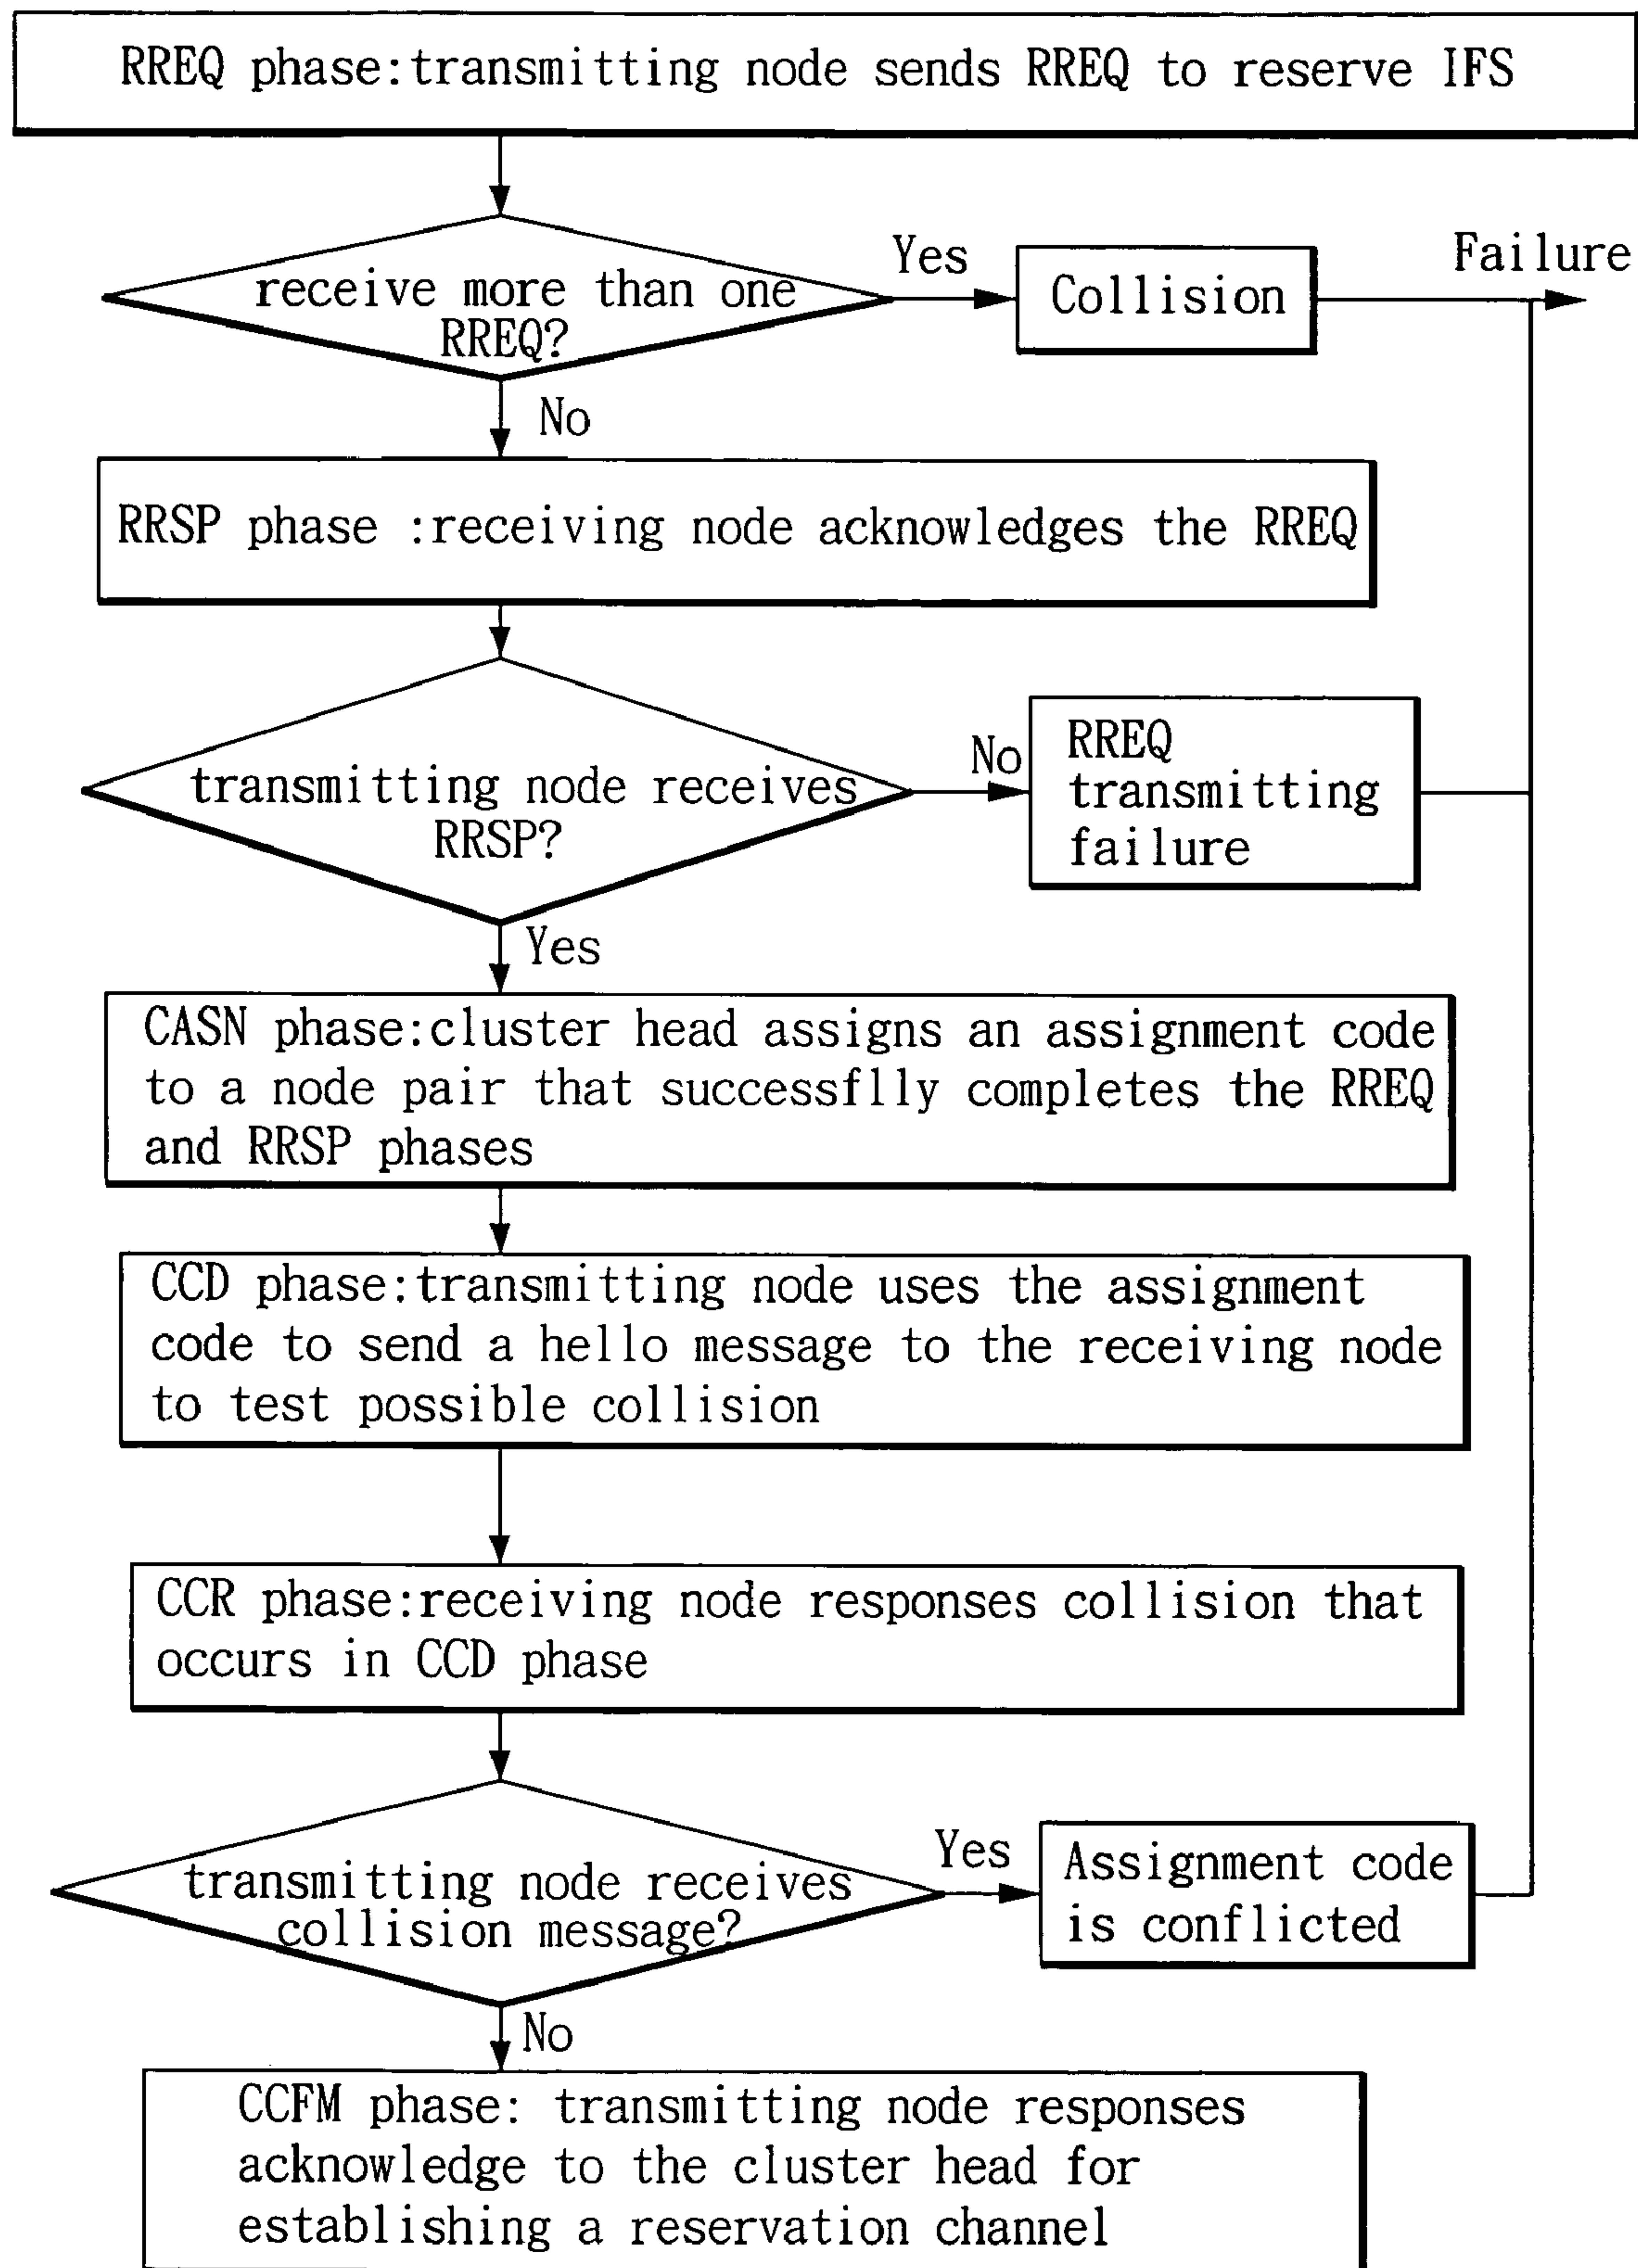 RREQ phase:transmitting node sends RREQ to reserve IFS
receive more than one
RREQ?
Yes
Collision
Failure
No
RRSP phase :receiving node acknowledges the RREQ
transmitting node receives
RRSP?
No
RREQ
transmitting
failure
Yes
CASN phase:cluster head assigns an assignment code
to a node pair that successflly completes the RREQ
and RRSP phases
CCD phase:transmitting node uses the assignment
code to send a hello message to the receiving node
to test possible collision
CCR phase:receiving node responses collision that
occurs in CCD phase
transmitting node receives
collision message?
Yes
Assignment code
is conflicted
No
CCFM phase: transmitting node responses
acknowledge to the cluster head for
establishing a reservation channel